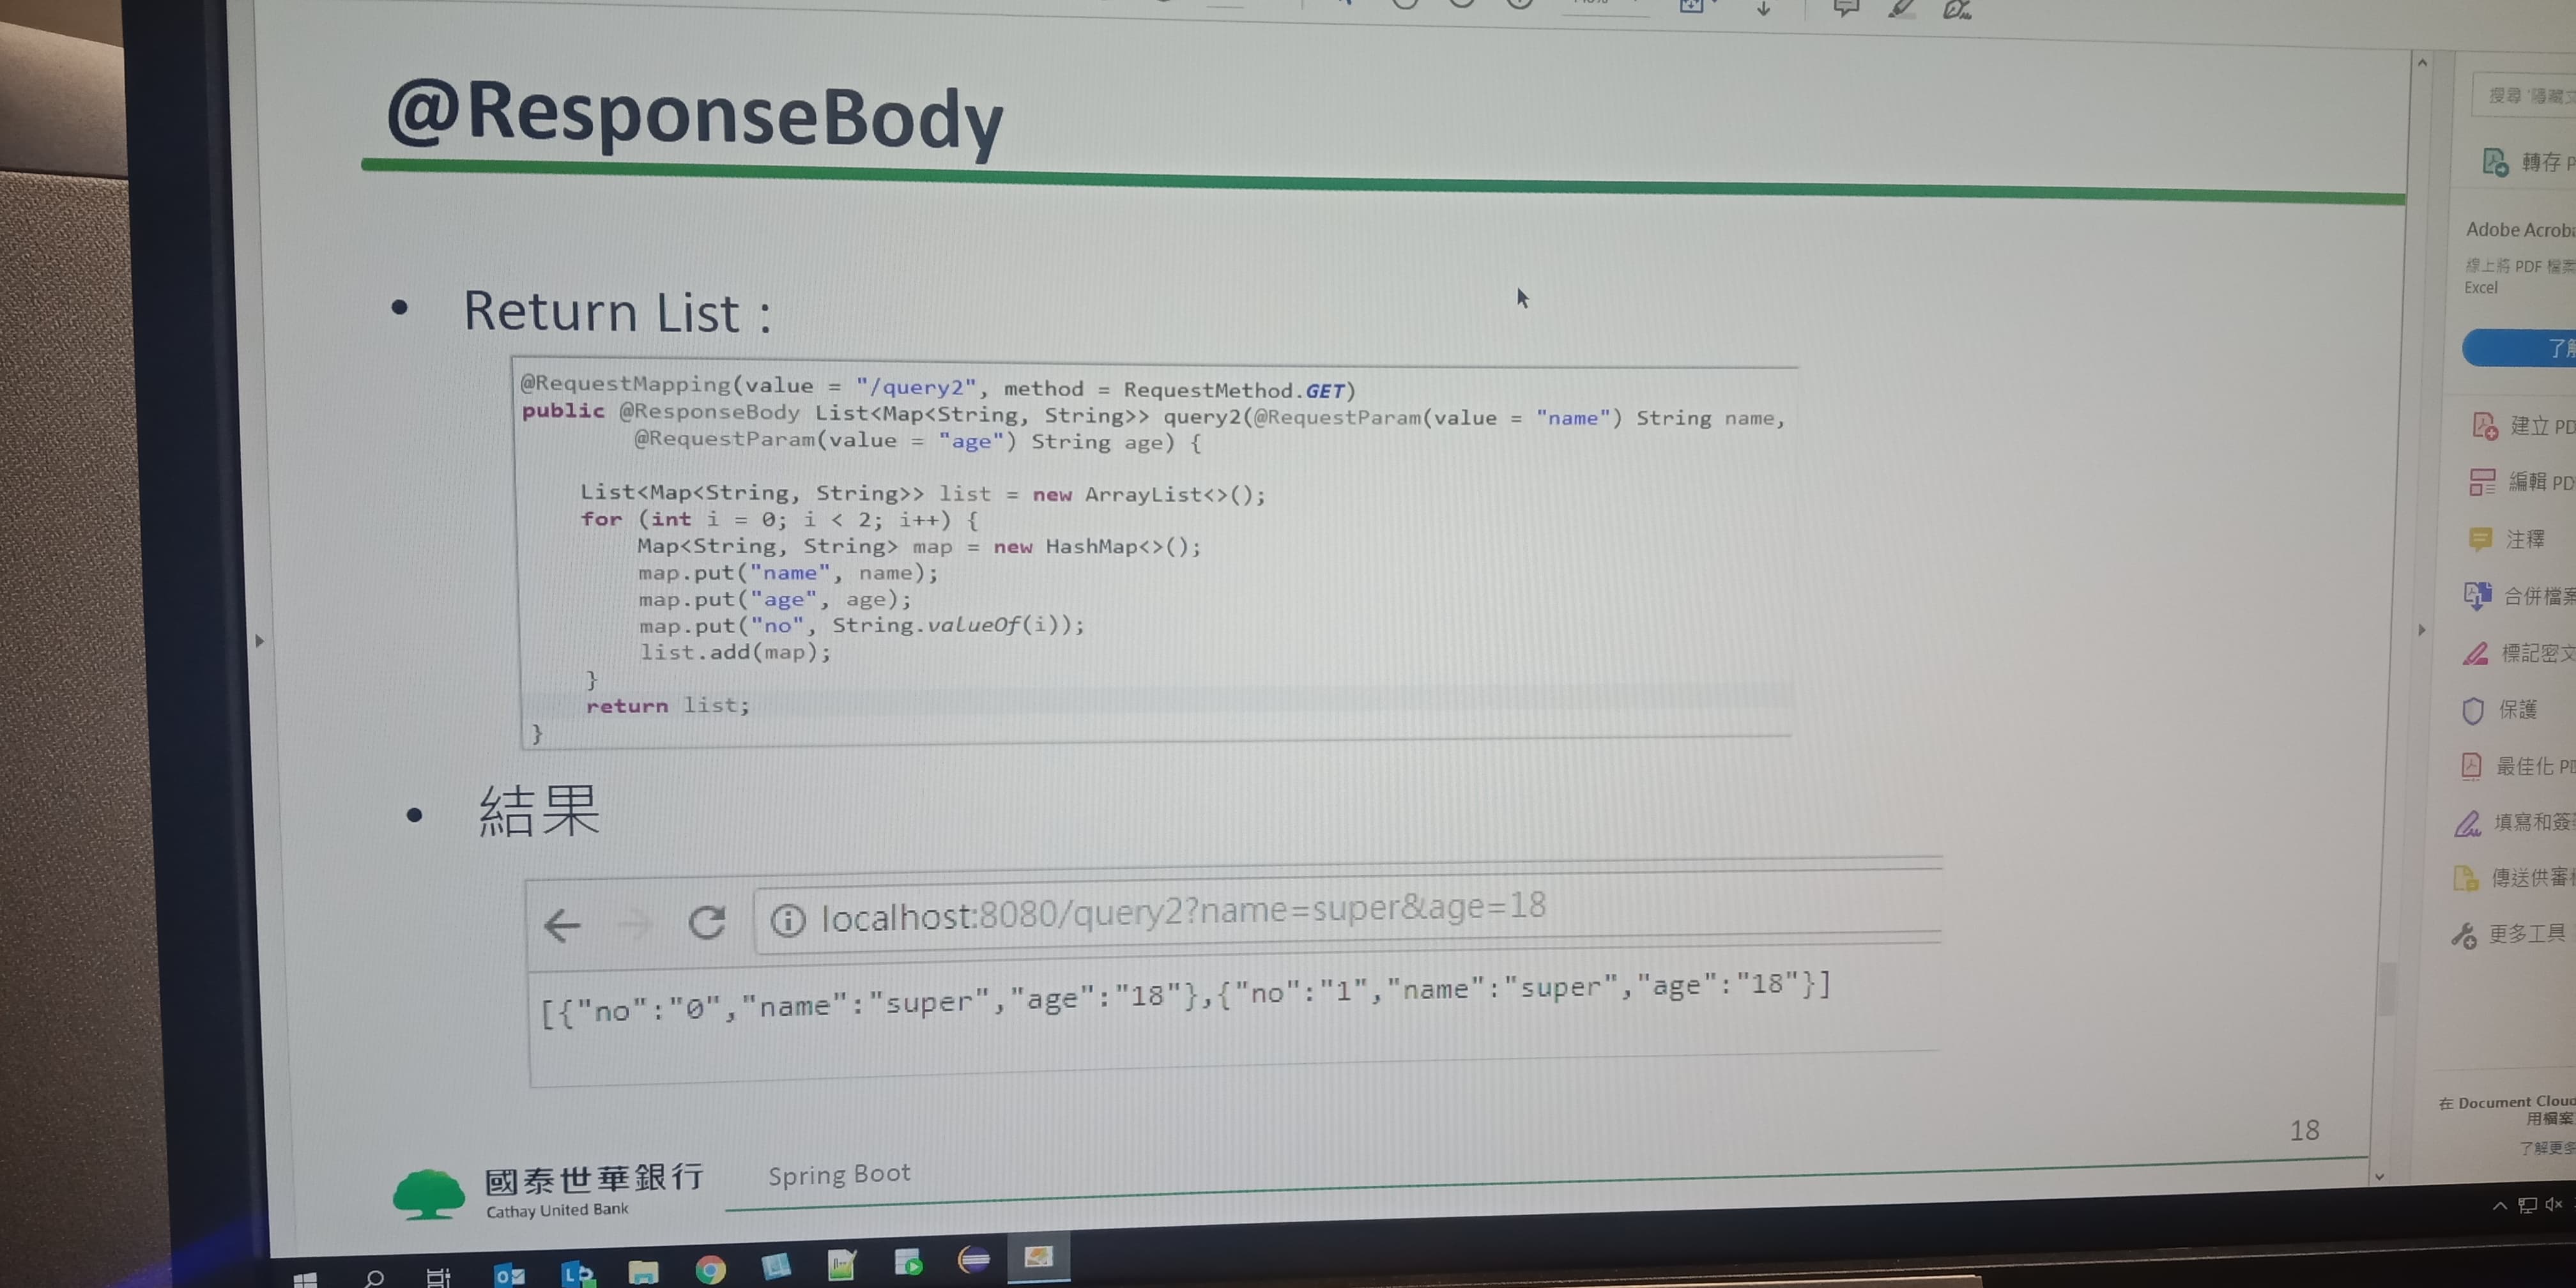 @ResponseBody
• Return List :
@RequestMapping(value = "/query2", method = RequestMethod.GET)
public @ResponseBody List<Map<String, String>> query2(@RequestParam(value = "name") String name,
@RequestParam(value = "age") String age) {
List<Map<String, String>> list = new ArrayList<>();
for (int i = 0; i < 2; i++) {
Map<String, String> map = new HashMap<>();
map.put("name", name);
map.put("age", age);
map.put("no", String.valueOf(i));
list.add(map);
}
return list;
}
• 結果
localhost:8080/query2?name=super&age=18
[{"no":"0","name":"super","age":"18"},{"no":"1","name":"super","age":"18"}]
18
國泰世華銀行
Cathay United Bank
Spring Boot
搜尋
轉存 P
Adobe Acroba
線上將 PDF 檔案
Excel
了解
建立 PD
編輯 PD
注釋
合併檔案
標記密文
保護
最佳化 PD
填寫和簽
傳送供審
更多工具
在 Document Cloud
用檔案
了解更多